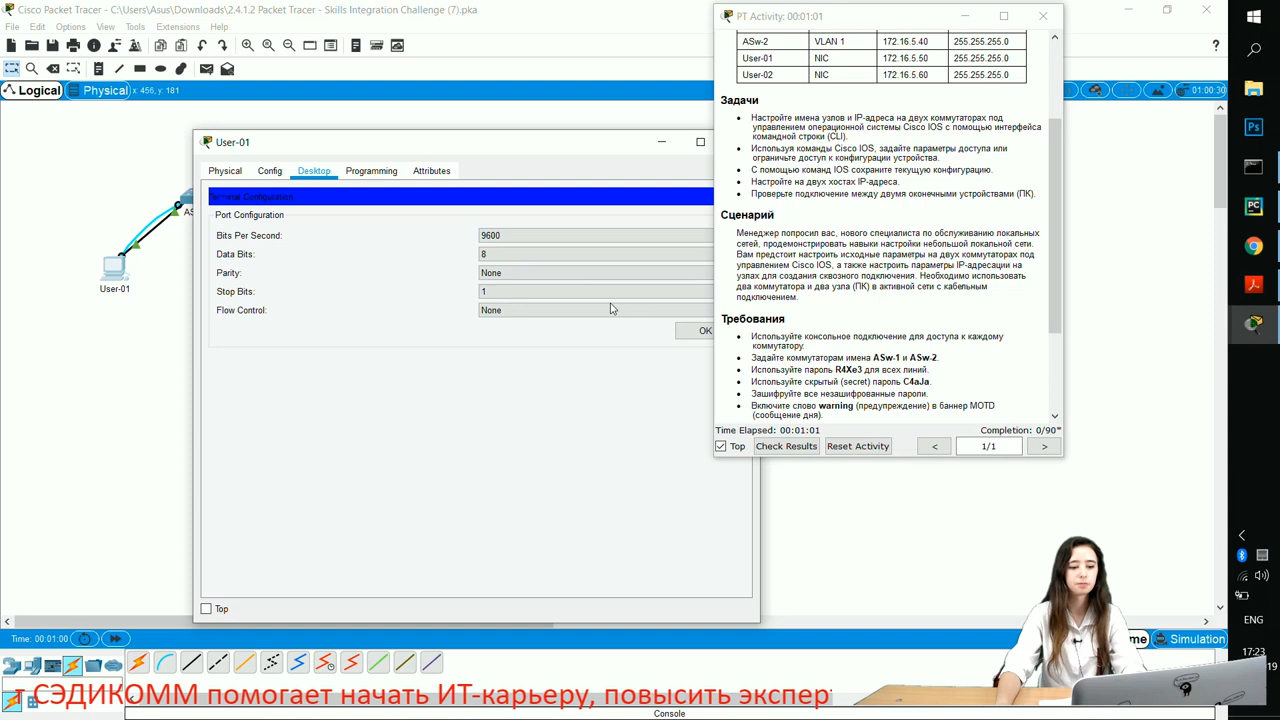 Cisco Packet Tracer - C:\Users\Asus\Downloads\2.4.1.2 Packet Tracer - Skills Integration Challenge (7).pka
File Edit Options View Tools Extensions Help
?
Logical Physical x: 456, y: 181
01:00:30
AS
User-01
User-01
Physical Config Desktop Programming Attributes
Terminal Configuration
Port Configuration
Bits Per Second: 9600
Data Bits: 8
Parity: None
Stop Bits: 1
Flow Control: None
OK
Top
PT Activity: 00:01:01
ASw-2 VLAN 1 172.16.5.40 255.255.255.0
User-01 NIC 172.16.5.50 255.255.255.0
User-02 NIC 172.16.5.60 255.255.255.0
Задачи
Настройте имена узлов и IP-адреса на двух коммутаторах под
управлением операционной системы Cisco IOS с помощью интерфейса
командной строки (CLI).
Используя команды Cisco IOS, задайте параметры доступа или
ограничьте доступ к конфигурации устройства.
С помощью команд IOS сохраните текущую конфигурацию.
Настройте на двух хостах IP-адреса.
Проверьте подключение между двумя оконечными устройствами (ПК).
Сценарий
Менеджер попросил вас, нового специалиста по обслуживанию локальных
сетей, продемонстрировать навыки настройки небольшой локальной сети.
Вам предстоит настроить исходные параметры на двух коммутаторах под
управлением Cisco IOS, а также настроить параметры IP-адресации на
узлах для создания сквозного подключения. Необходимо использовать
два коммутатора и два узла (ПК) в активной сети с кабельным
подключением.
Требования
Используйте консольное подключение для доступа к каждому
коммутатору.
Задайте коммутаторам имена ASw-1 и ASw-2.
Используйте пароль R4Xe3 для всех линий.
Используйте скрытый (secret) пароль C4aJa.
Зашифруйте все незашифрованные пароли.
Включите слово warning (предупреждение) в баннер MOTD
(сообщение дня).
Time Elapsed: 00:01:01 Completion: 0/90
Top Check Results Reset Activity < 1/1 >
Time: 00:01:00
me Simulation
ENG
17:23
19
т СЭДИКОММ помогает начать ИТ-карьеру, повысить экспер
Console